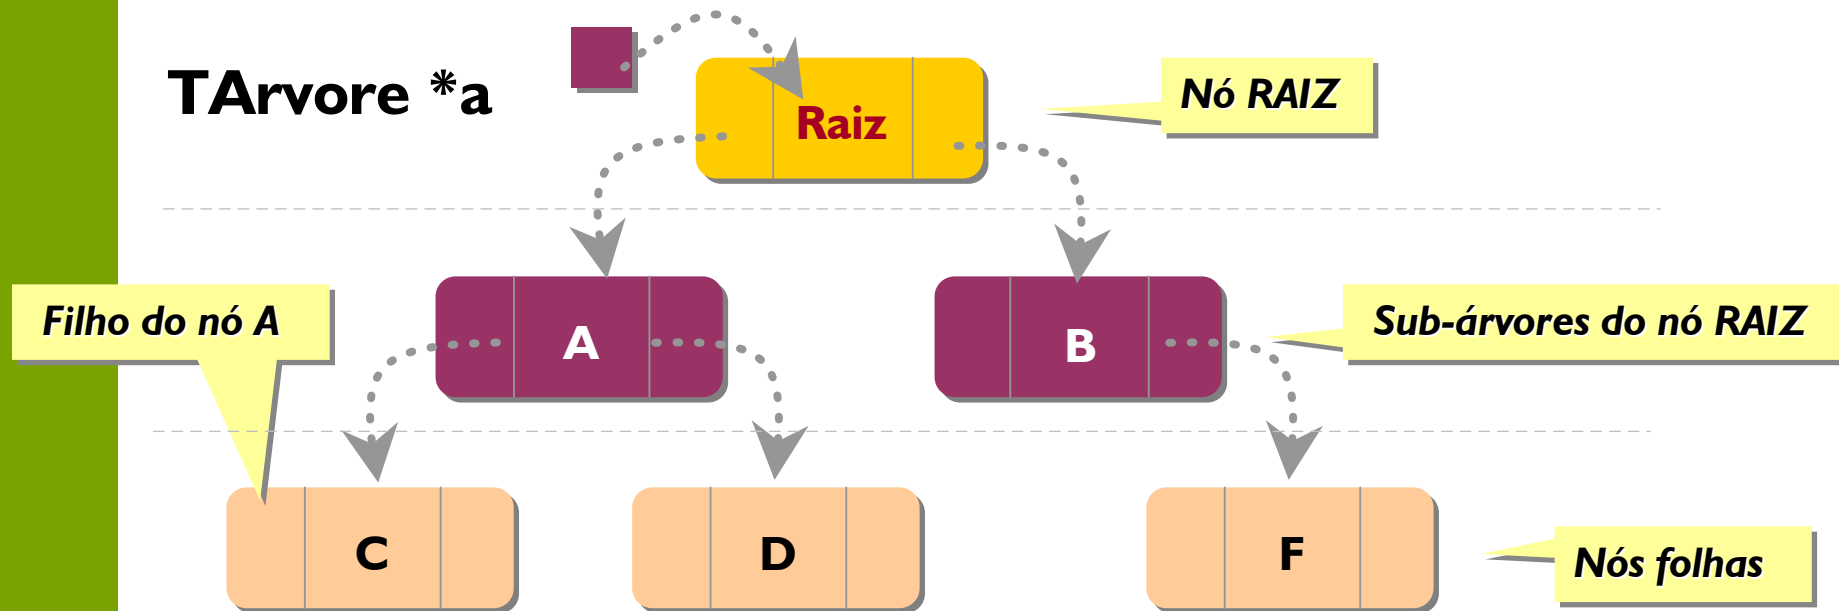 TArvore *a
Raiz
Nó RAIZ
Filho do nó A
A
B
Sub-árvores do nó RAIZ
C
D
F
Nós folhas